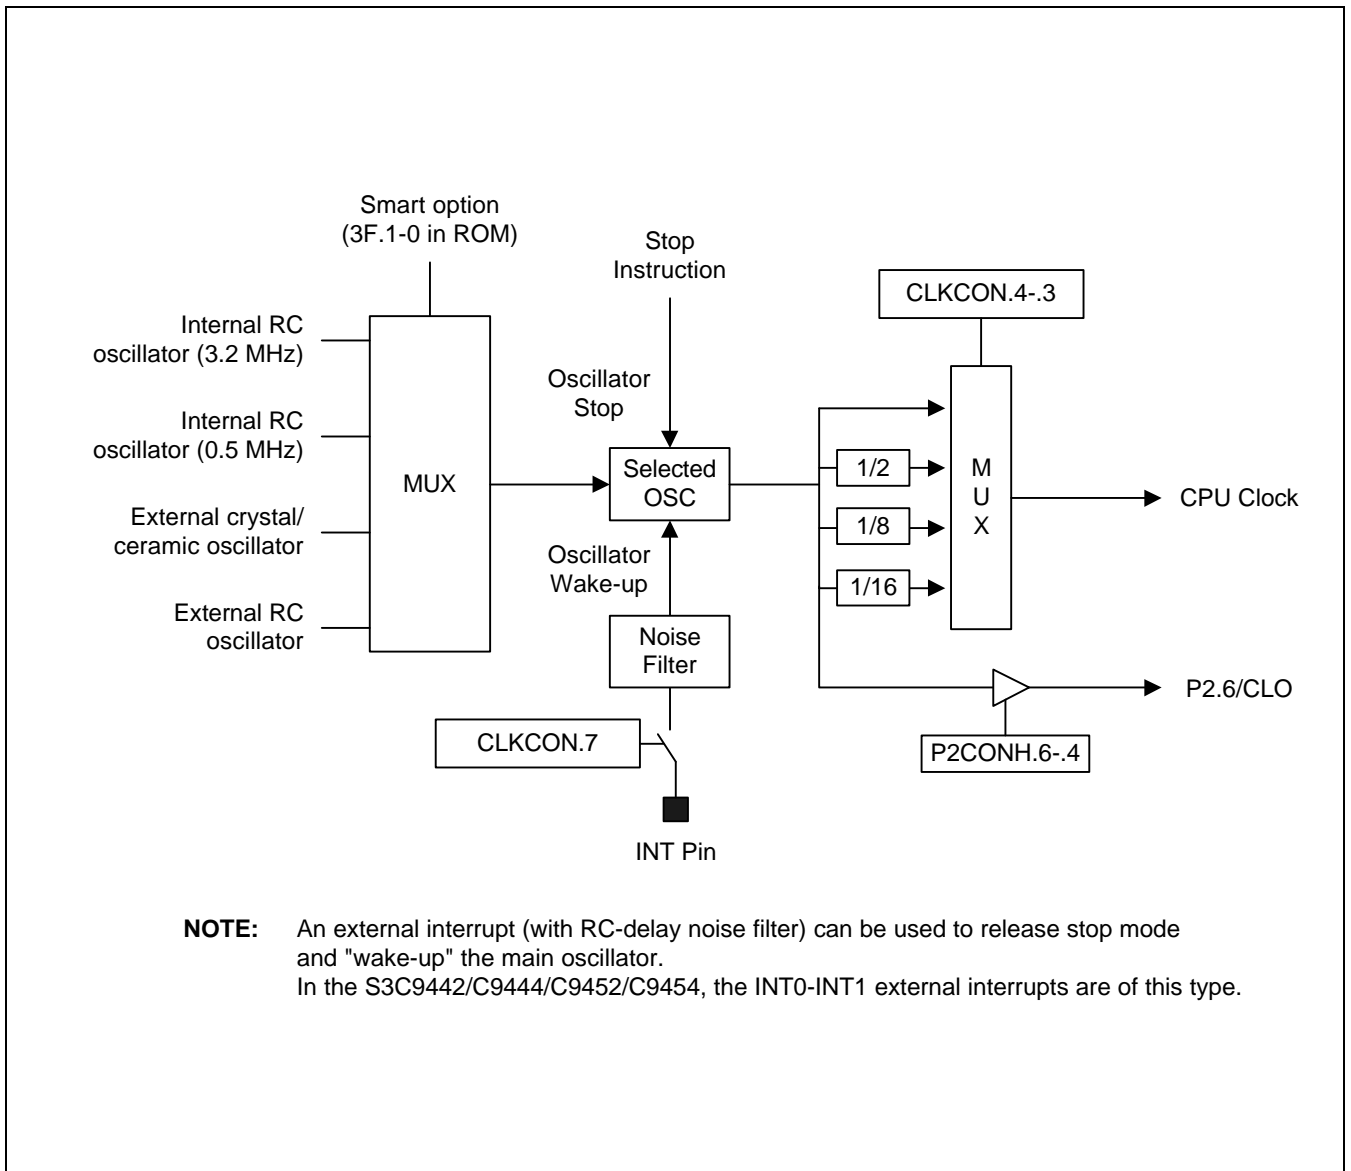 Smart option
(3F.1-0 in ROM)
Stop
Instruction
CLKCON.4-.3
Internal RC
oscillator (3.2 MHz)
Oscillator
Stop
Internal RC
oscillator (0.5 MHz)
MUX
Selected
OSC
1/2
1/8
1/16
M
U
X
CPU Clock
External crystal/
ceramic oscillator
Oscillator
Wake-up
External RC
oscillator
Noise
Filter
P2.6/CLO
CLKCON.7
P2CONH.6-.4
INT Pin
NOTE: An external interrupt (with RC-delay noise filter) can be used to release stop mode
and "wake-up" the main oscillator.
In the S3C9442/C9444/C9452/C9454, the INT0-INT1 external interrupts are of this type.